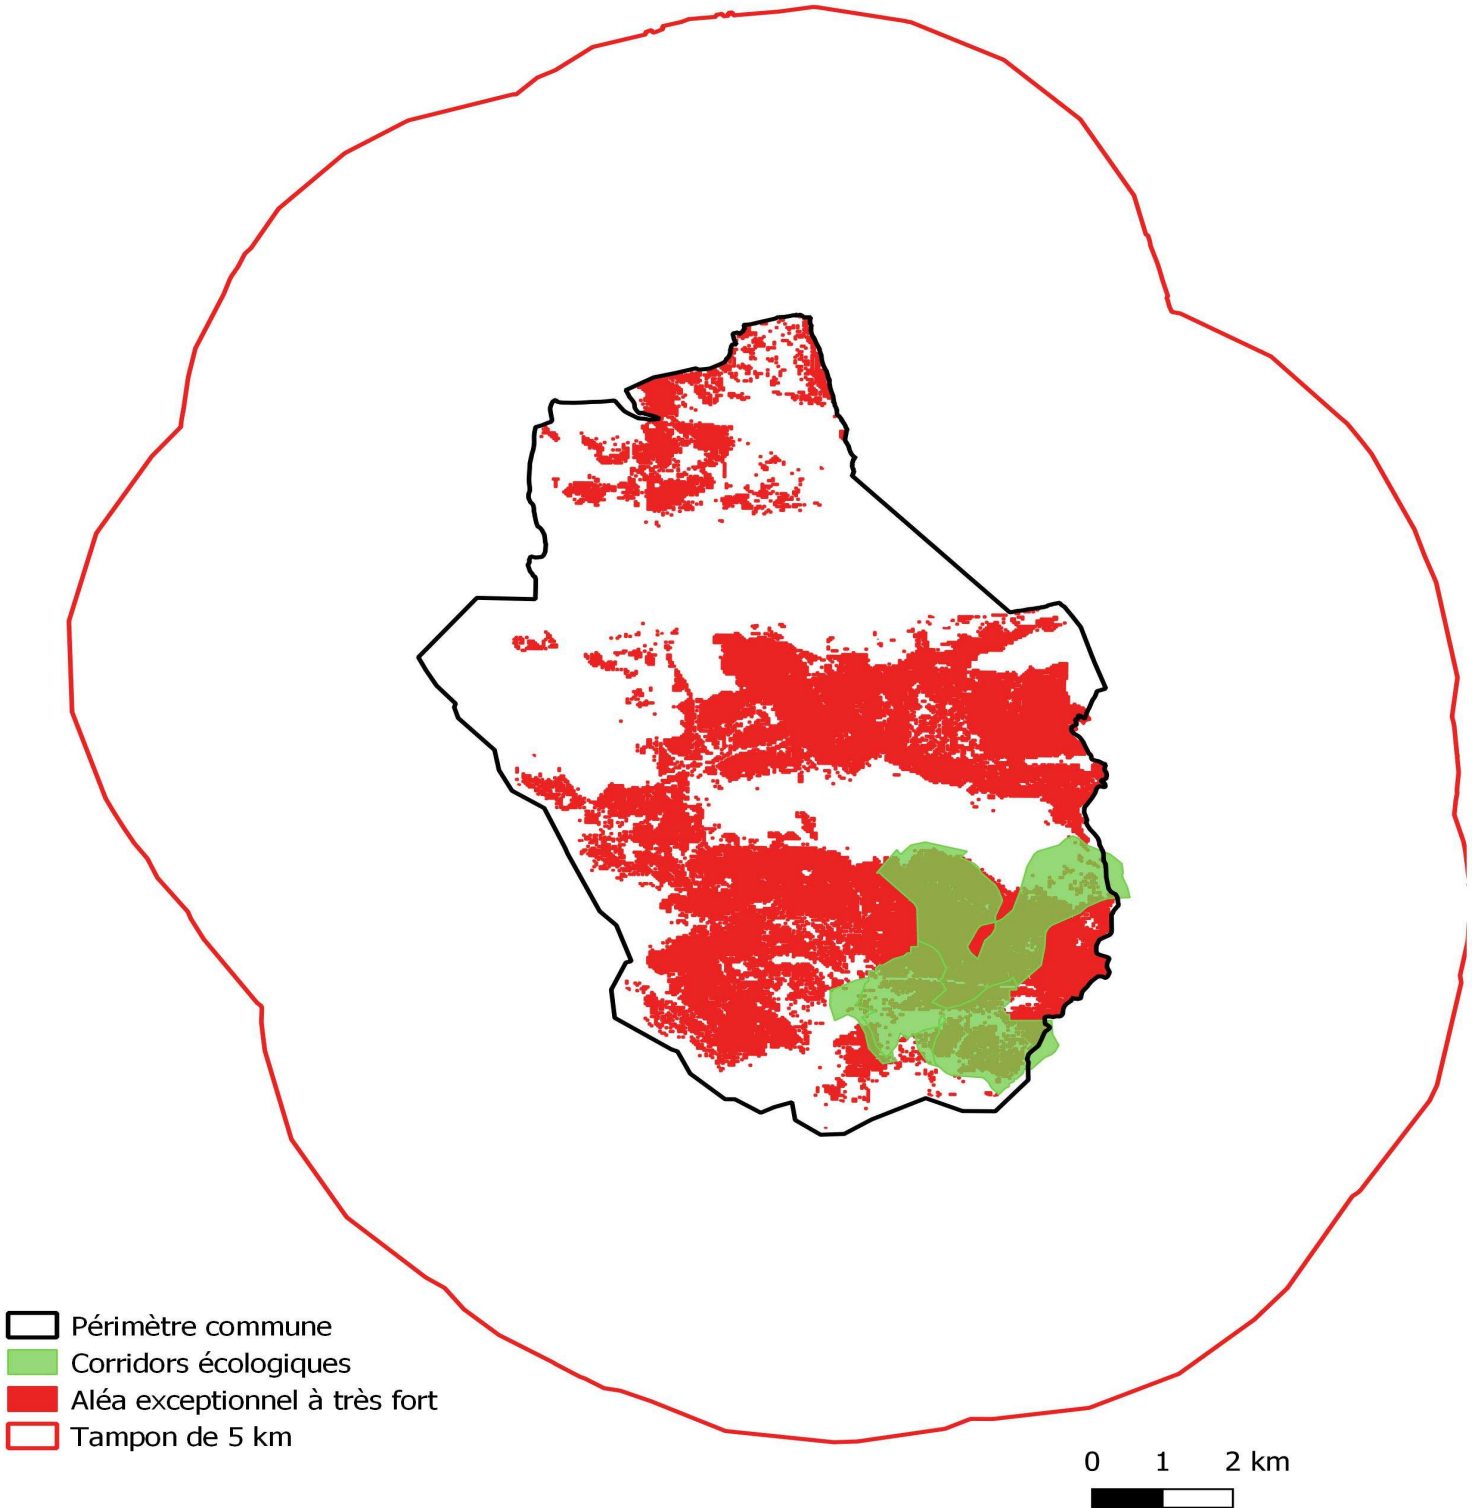 Périmètre commune
Corridors écologiques
Aléa exceptionnel à très fort
Tampon de 5 km
0 1 2 km